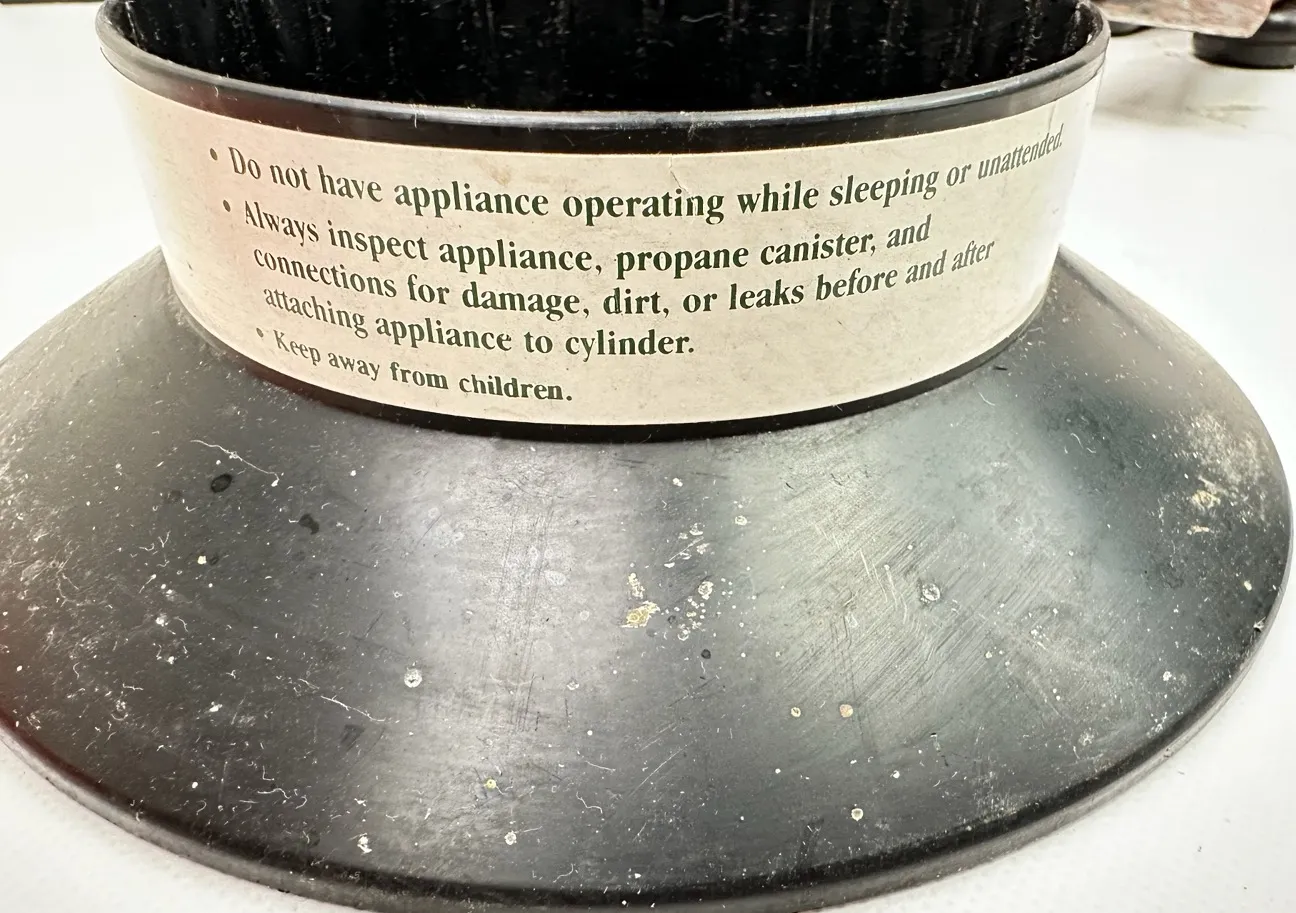 • Do not have appliance operating while sleeping or unattended.
• Always inspect appliance, propane canister, and
connections for damage, dirt, or leaks before and after
attaching appliance to cylinder.
• Keep away from children.